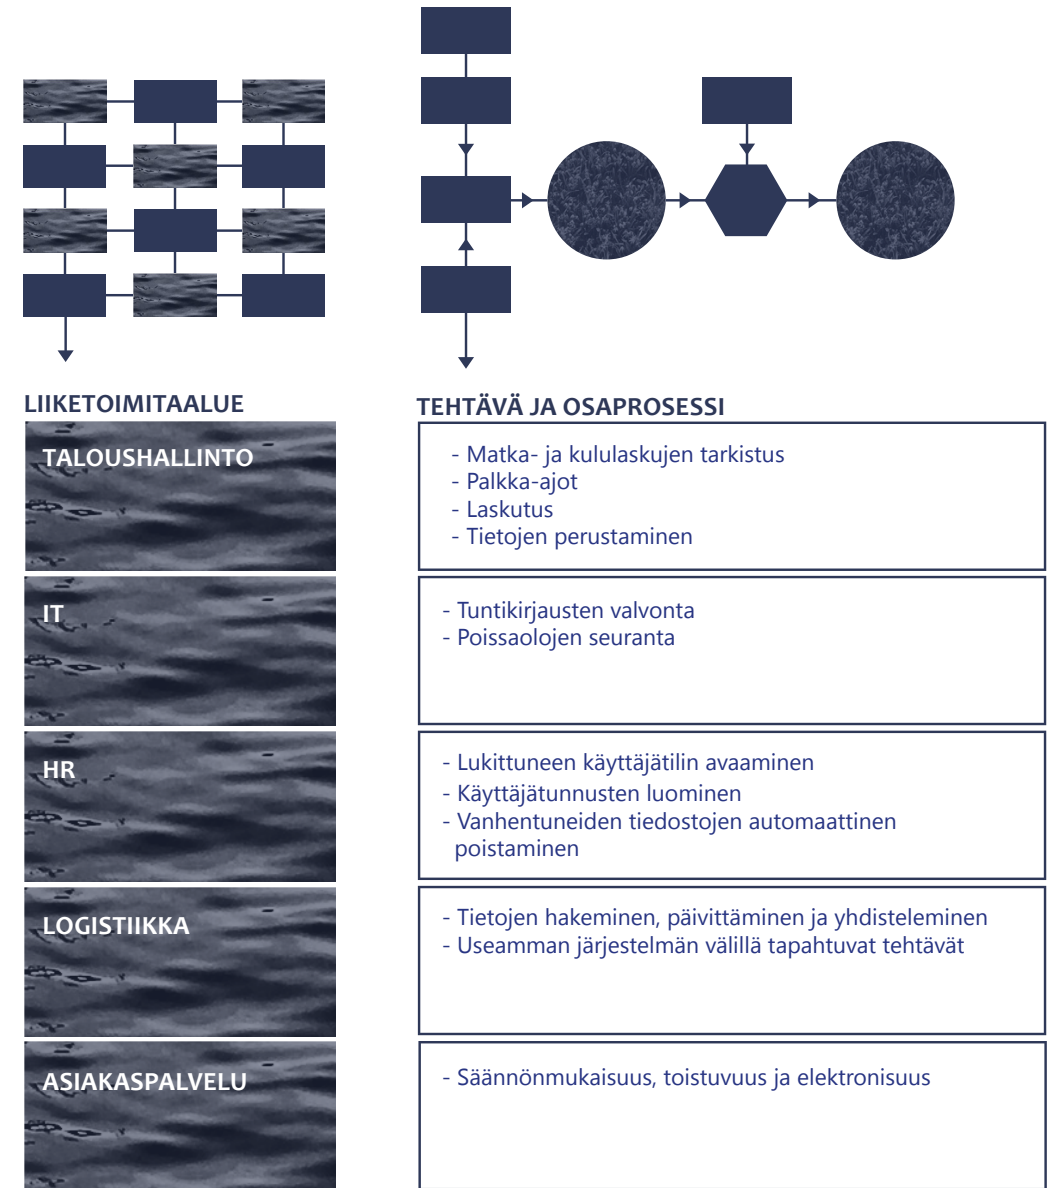 LIIKETOIMITAALUE
TEHTÄVÄ JA OSAPROSESSI
TALOUSHALLINTO
- Matka- ja kululaskujen tarkistus
- Palkka-ajot
- Laskutus
- Tietojen perustaminen
IT
- Tuntikirjausten valvonta
- Poissaolojen seuranta
HR
- Lukittuneen käyttäjätilin avaaminen
- Käyttäjätunnusten luominen
- Vanhentuneiden tiedostojen automaattinen
poistaminen
LOGISTIIKKA
- Tietojen hakeminen, päivittäminen ja yhdisteleminen
- Useamman järjestelmän välillä tapahtuvat tehtävät
ASIAKASPALVELU
- Säännönmukaisuus, toistuvuus ja elektronisuus